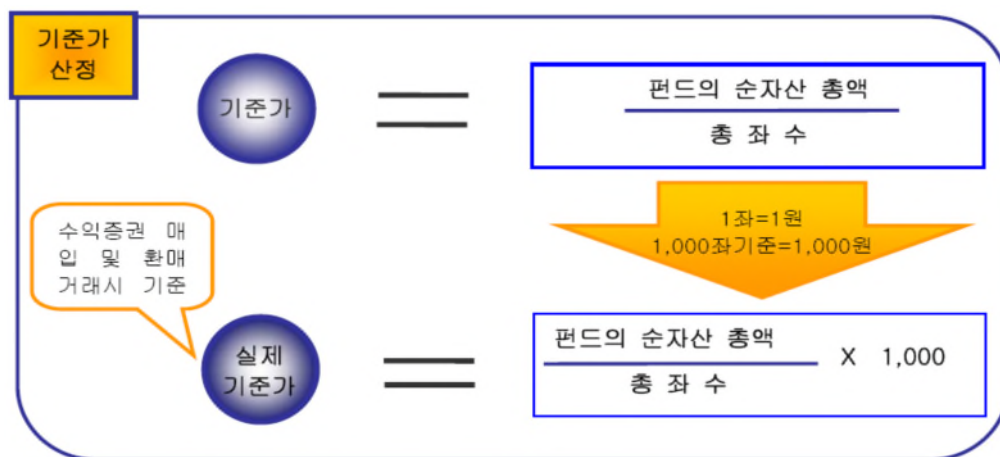 기준가
산정
기준가
펀드의 순자산 총액
총 좌 수
1좌=1원
1,000좌기준=1,000원
수익증권 매
입 및 환매
거래시 기준
실제
기준가
펀드의 순자산 총액
총 좌 수
X 1,000